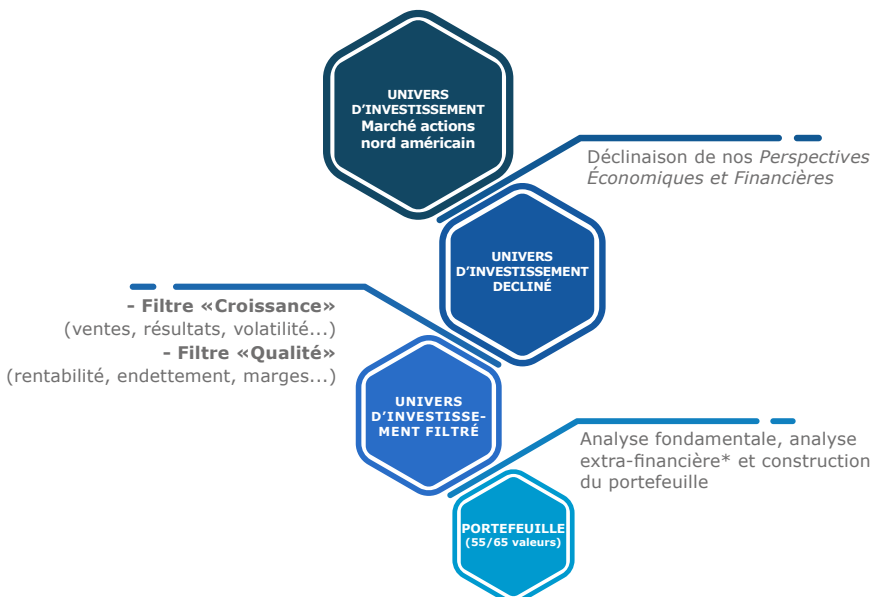 UNIVERS
D'INVESTISSEMENT
Marché actions
nord américain
Déclinaison de nos Perspectives
Économiques et Financières
UNIVERS
D'INVESTISSEMENT
DECLINÉ
- Filtre «Croissance»
(ventes, résultats, volatilité...)
- Filtre «Qualité»
(rentabilité, endettement, marges...)
UNIVERS
D'INVESTISSE-
MENT FILTRÉ
Analyse fondamentale, analyse
extra-financière* et construction
du portefeuille
PORTEFEUILLE
(55/65 valeurs)